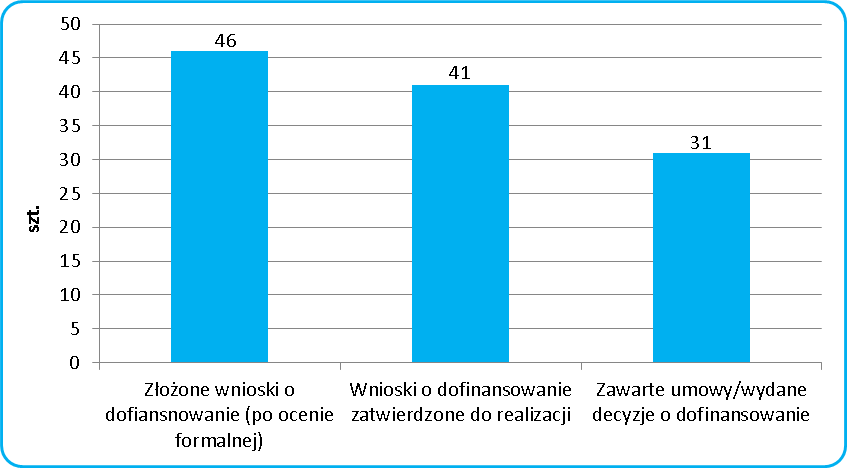 50
45
40
35
30
25
20
15
10
5
0
szt.
46
41
31
Złożone wnioski o
dofiansnowanie (po ocenie
formalnej)
Wnioski o dofinansowanie
zatwierdzone do realizacji
Zawarte umowy/wydane
decyzje o dofinansowanie